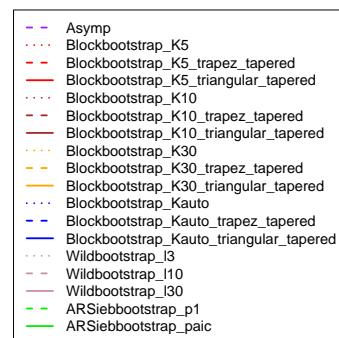 Asymp
Blockbootstrap_K5
Blockbootstrap_K5_trapez_tapered
Blockbootstrap_K5_triangular_tapered
Blockbootstrap_K10
Blockbootstrap_K10_trapez_tapered
Blockbootstrap_K10_triangular_tapered
Blockbootstrap_K30
Blockbootstrap_K30_trapez_tapered
Blockbootstrap_K30_triangular_tapered
Blockbootstrap_Kauto
Blockbootstrap_Kauto_trapez_tapered
Blockbootstrap_Kauto_triangular_tapered
Wildbootstrap_l3
Wildbootstrap_l10
Wildbootstrap_l30
ARSiebbootstrap_p1
ARSiebbootstrap_paic